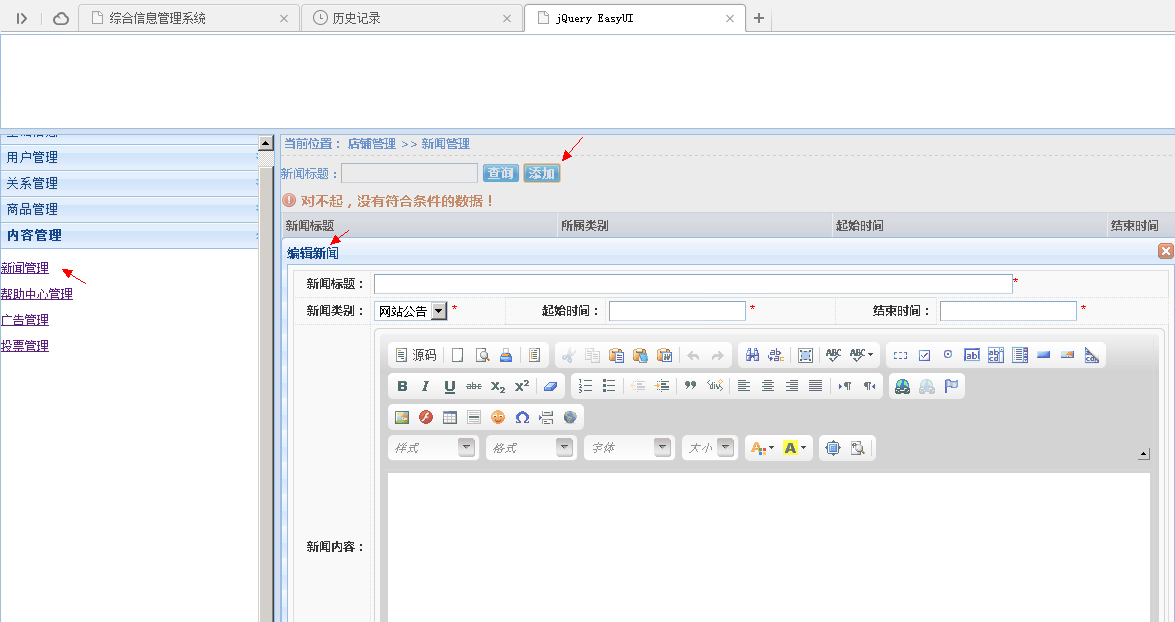 综合信息管理系统 历史记录 jQuery EasyUI
用户管理
关系管理
商品管理
内容管理
新闻管理
帮助中心管理
广告管理
投票管理
当前位置： 店铺管理 >> 新闻管理
新闻标题： 查询 添加
对不起，没有符合条件的数据！
新闻标题 所属类别 起始时间 结束时间
编辑新闻
新闻标题： *
新闻类别： 网站公告 * 起始时间： * 结束时间： *
源码
样式 格式 字体 大小
新闻内容：